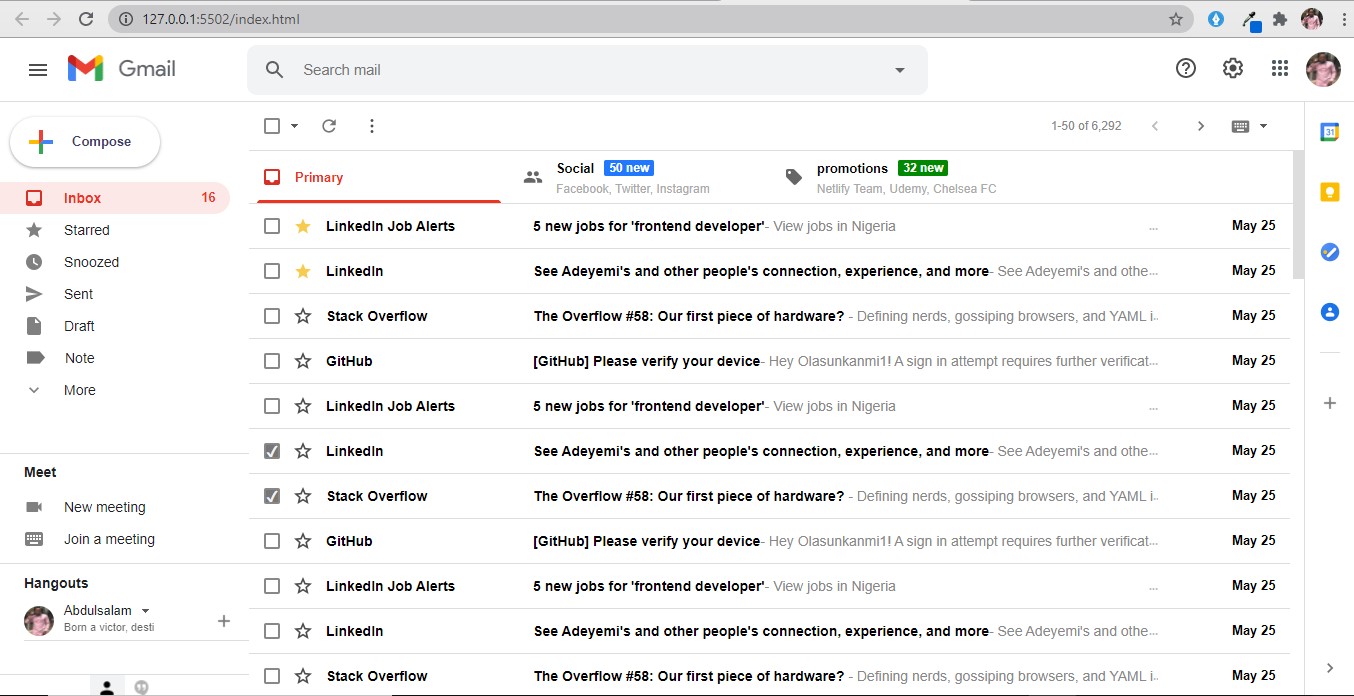 127.0.0.1:5502/index.html
Gmail
Search mail
Compose
1-50 of 6,292
31
Inbox 16
Starred
Snoozed
Sent
Draft
Note
More
Meet
New meeting
Join a meeting
Hangouts
Abdulsalam
Born a victor, desti
Primary
Social 50 new
Facebook, Twitter, Instagram
promotions 32 new
Netlify Team, Udemy, Chelsea FC
LinkedIn Job Alerts 5 new jobs for 'frontend developer'- View jobs in Nigeria ... May 25
LinkedIn See Adeyemi's and other people's connection, experience, and more- See Adeyemi's and othe... May 25
Stack Overflow The Overflow #58: Our first piece of hardware? - Defining nerds, gossiping browsers, and YAML i.. May 25
GitHub [GitHub] Please verify your device- Hey Olasunkanmi1! A sign in attempt requires further verificat... May 25
LinkedIn Job Alerts 5 new jobs for 'frontend developer'- View jobs in Nigeria ... May 25
LinkedIn See Adeyemi's and other people's connection, experience, and more- See Adeyemi's and othe... May 25
Stack Overflow The Overflow #58: Our first piece of hardware? - Defining nerds, gossiping browsers, and YAML i.. May 25
GitHub [GitHub] Please verify your device- Hey Olasunkanmi1! A sign in attempt requires further verificat... May 25
LinkedIn Job Alerts 5 new jobs for 'frontend developer'- View jobs in Nigeria ... May 25
LinkedIn See Adeyemi's and other people's connection, experience, and more- See Adeyemi's and othe... May 25
Stack Overflow The Overflow #58: Our first piece of hardware? - Defining nerds, gossiping browsers, and YAML i.. May 25